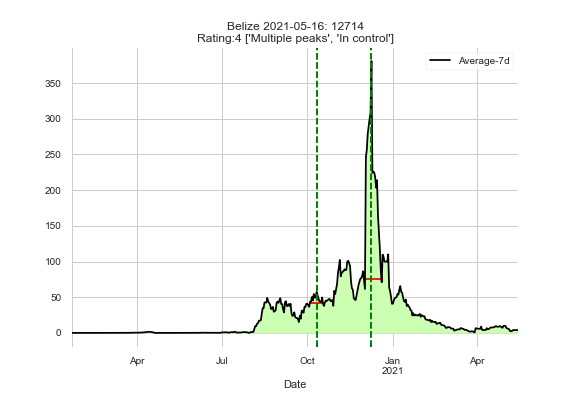 Belize 2021-05-16: 12714
Rating:4 ['Multiple peaks', 'In control']
Average-7d
350
300
250
200
150
100
50
0
Apr
Jul
Oct
Jan
2021
Apr
Date